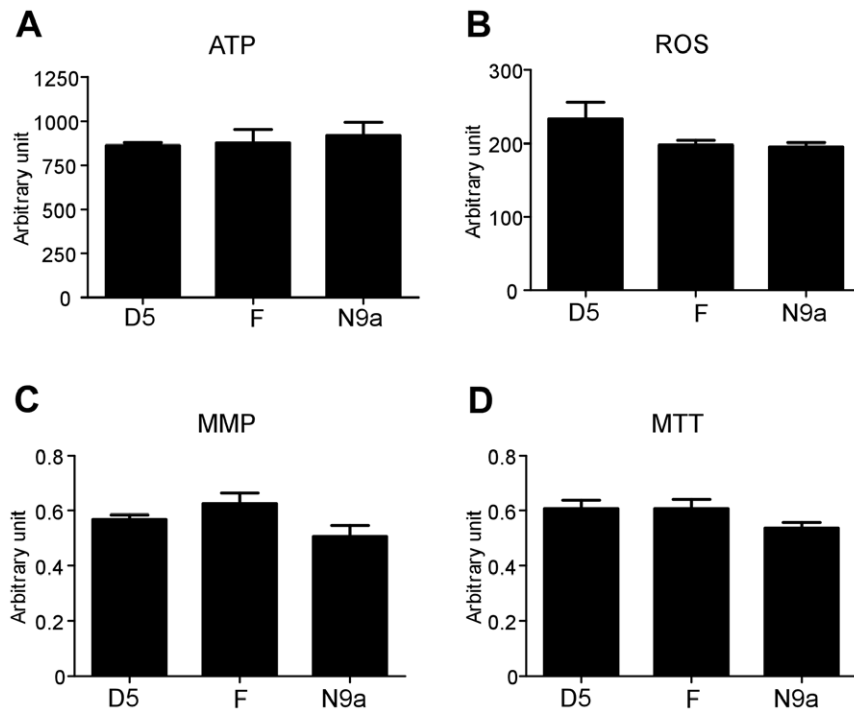 A
ATP
Arbitrary unit
1250
1000
750
500
250
0
D5 F N9a
B
ROS
Arbitrary unit
300
200
100
0
D5 F N9a
C
MMP
Arbitrary unit
0.8
0.6
0.4
0.2
0
D5 F N9a
D
MTT
Arbitrary unit
0.8
0.6
0.4
0.2
0
D5 F N9a